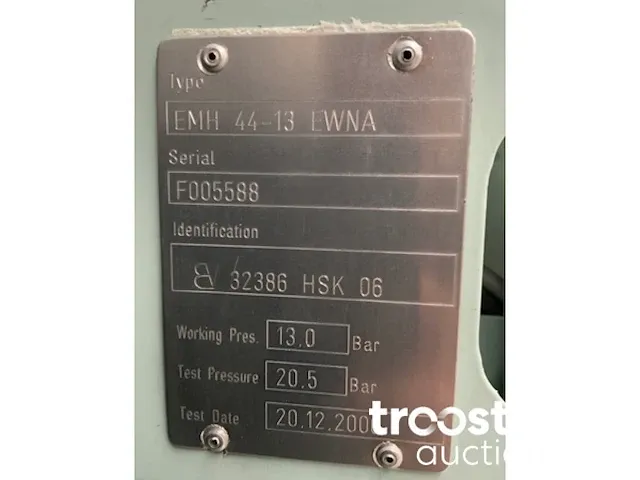 Type
EMH 44-13 EWNA
Serial
F005588
Identification
BV 32386 HSK 06
Working Pres. 13.0 Bar
Test Pressure 20.5 Bar
Test Date
troost
auctio